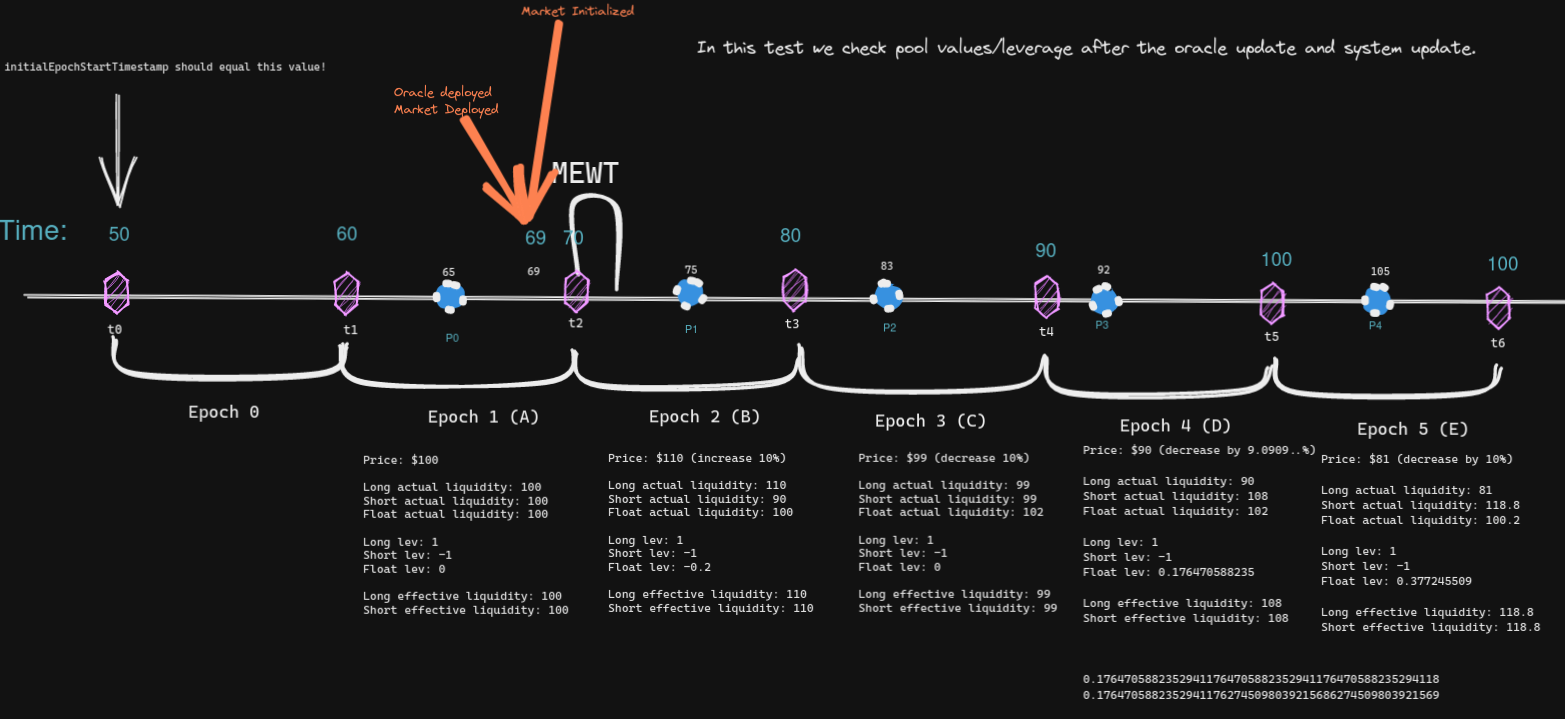 Market Initialized
In this test we check pool values/leverage after the oracle update and system update.
initialEpochStartTimestamp should equal this value!
Oracle deployed
Market Deployed
MEWT
Time:
50
60
69
70
80
90
100
100
65
69
75
83
92
105
t0
t1
P0
t2
P1
t3
P2
t4
P3
t5
P4
t6
Epoch 0
Epoch 1 (A)
Price: $100
Long actual liquidity: 100
Short actual liquidity: 100
Float actual liquidity: 100
Long lev: 1
Short lev: -1
Float lev: 0
Long effective liquidity: 100
Short effective liquidity: 100
Epoch 2 (B)
Price: $110 (increase 10%)
Long actual liquidity: 110
Short actual liquidity: 90
Float actual liquidity: 100
Long lev: 1
Short lev: -1
Float lev: -0.2
Long effective liquidity: 110
Short effective liquidity: 110
Epoch 3 (C)
Price: $99 (decrease 10%)
Long actual liquidity: 99
Short actual liquidity: 99
Float actual liquidity: 102
Long lev: 1
Short lev: -1
Float lev: 0
Long effective liquidity: 99
Short effective liquidity: 99
Epoch 4 (D)
Price: $90 (decrease by 9.0909..%)
Long actual liquidity: 90
Short actual liquidity: 108
Float actual liquidity: 102
Long lev: 1
Short lev: -1
Float lev: 0.176470588235
Long effective liquidity: 108
Short effective liquidity: 108
Epoch 5 (E)
Price: $81 (decrease by 10%)
Long actual liquidity: 81
Short actual liquidity: 118.8
Float actual liquidity: 100.2
Long lev: 1
Short lev: -1
Float lev: 0.377245509
Long effective liquidity: 118.8
Short effective liquidity: 118.8
0.1764705882352941176470588235294117647058823529​4118
0.17647058823529411762745098039215686274509803921569